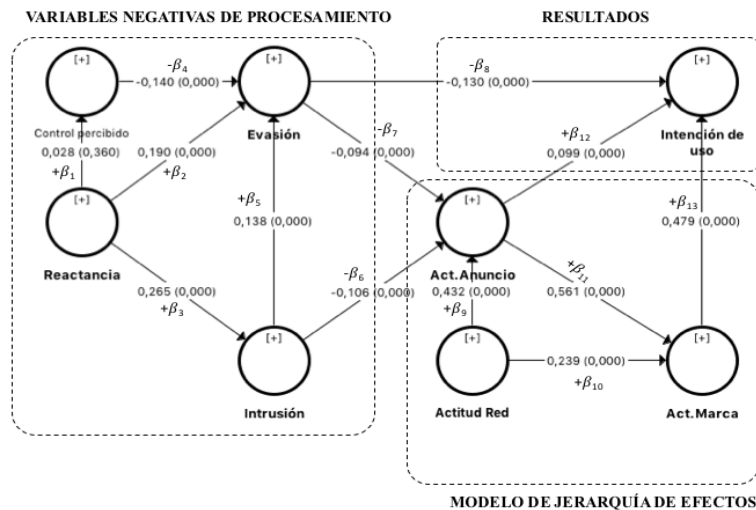 VARIABLES NEGATIVAS DE PROCESAMIENTO
RESULTADOS
[+]
[+]
[+]
-β4
-0,140 (0,000)
-β8
-0,130 (0,000)
Control percibido
Evasión
Intención de
uso
-β7
+β12
0,028 (0,360)
0,190 (0,000)
-0,094 (0,000)
0,099 (0,000)
+β1
+β2
[+]
[+]
+β5
0,138 (0,000)
+β13
0,479 (0,000)
Reactancia
Act.Anuncio
-β6
+β11
0,265 (0,000)
-0,106 (0,000)
0,432 (0,000)
0,561 (0,000)
+β3
+β9
[+]
[+]
[+]
0,239 (0,000)
+β10
Intrusión
Actitud Red
Act.Marca
MODELO DE JERARQUÍA DE EFECTOS